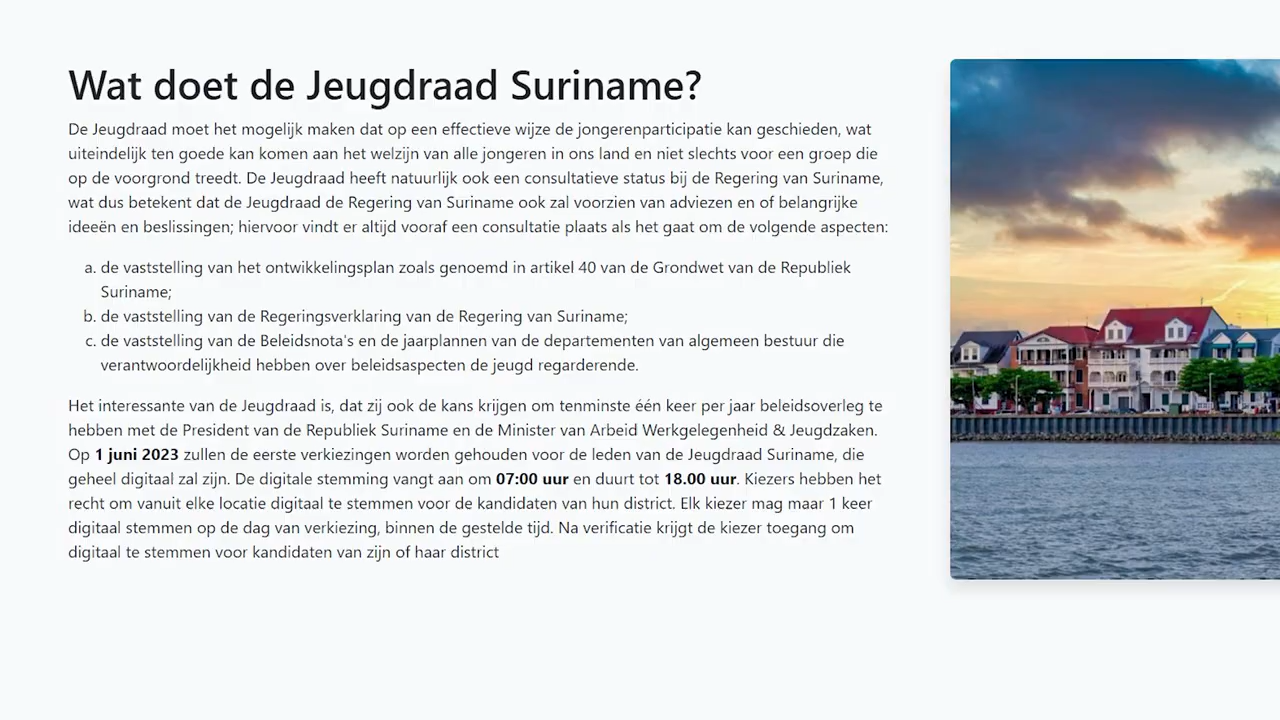 Wat doet de Jeugdraad Suriname?
De Jeugdraad moet het mogelijk maken dat op een effectieve wijze de jongerenparticipatie kan geschieden, wat
uiteindelijk ten goede kan komen aan het welzijn van alle jongeren in ons land en niet slechts voor een groep die
op de voorgrond treedt. De Jeugdraad heeft natuurlijk ook een consultatieve status bij de Regering van Suriname,
wat dus betekent dat de Jeugdraad de Regering van Suriname ook zal voorzien van adviezen en of belangrijke
ideeën en beslissingen; hiervoor vindt er altijd vooraf een consultatie plaats als het gaat om de volgende aspecten:
a. de vaststelling van het ontwikkelingsplan zoals genoemd in artikel 40 van de Grondwet van de Republiek
Suriname;
b. de vaststelling van de Regeringsverklaring van de Regering van Suriname;
c. de vaststelling van de Beleidsnota`s en de jaarplannen van de departementen van algemeen bestuur die
verantwoordelijkheid hebben over beleidsaspecten de jeugd regarderende.
Het interessante van de Jeugdraad is, dat zij ook de kans krijgen om tenminste één keer per jaar beleidsoverleg te
hebben met de President van de Republiek Suriname en de Minister van Arbeid Werkgelegenheid & Jeugdzaken.
Op 1 juni 2023 zullen de eerste verkiezingen worden gehouden voor de leden van de Jeugdraad Suriname, die
geheel digitaal zal zijn. De digitale stemming vangt aan om 07:00 uur en duurt tot 18.00 uur. Kiezers hebben het
recht om vanuit elke locatie digitaal te stemmen voor de kandidaten van hun district. Elk kiezer mag maar 1 keer
digitaal stemmen op de dag van verkiezing, binnen de gestelde tijd. Na verificatie krijgt de kiezer toegang om
digitaal te stemmen voor kandidaten van zijn of haar district